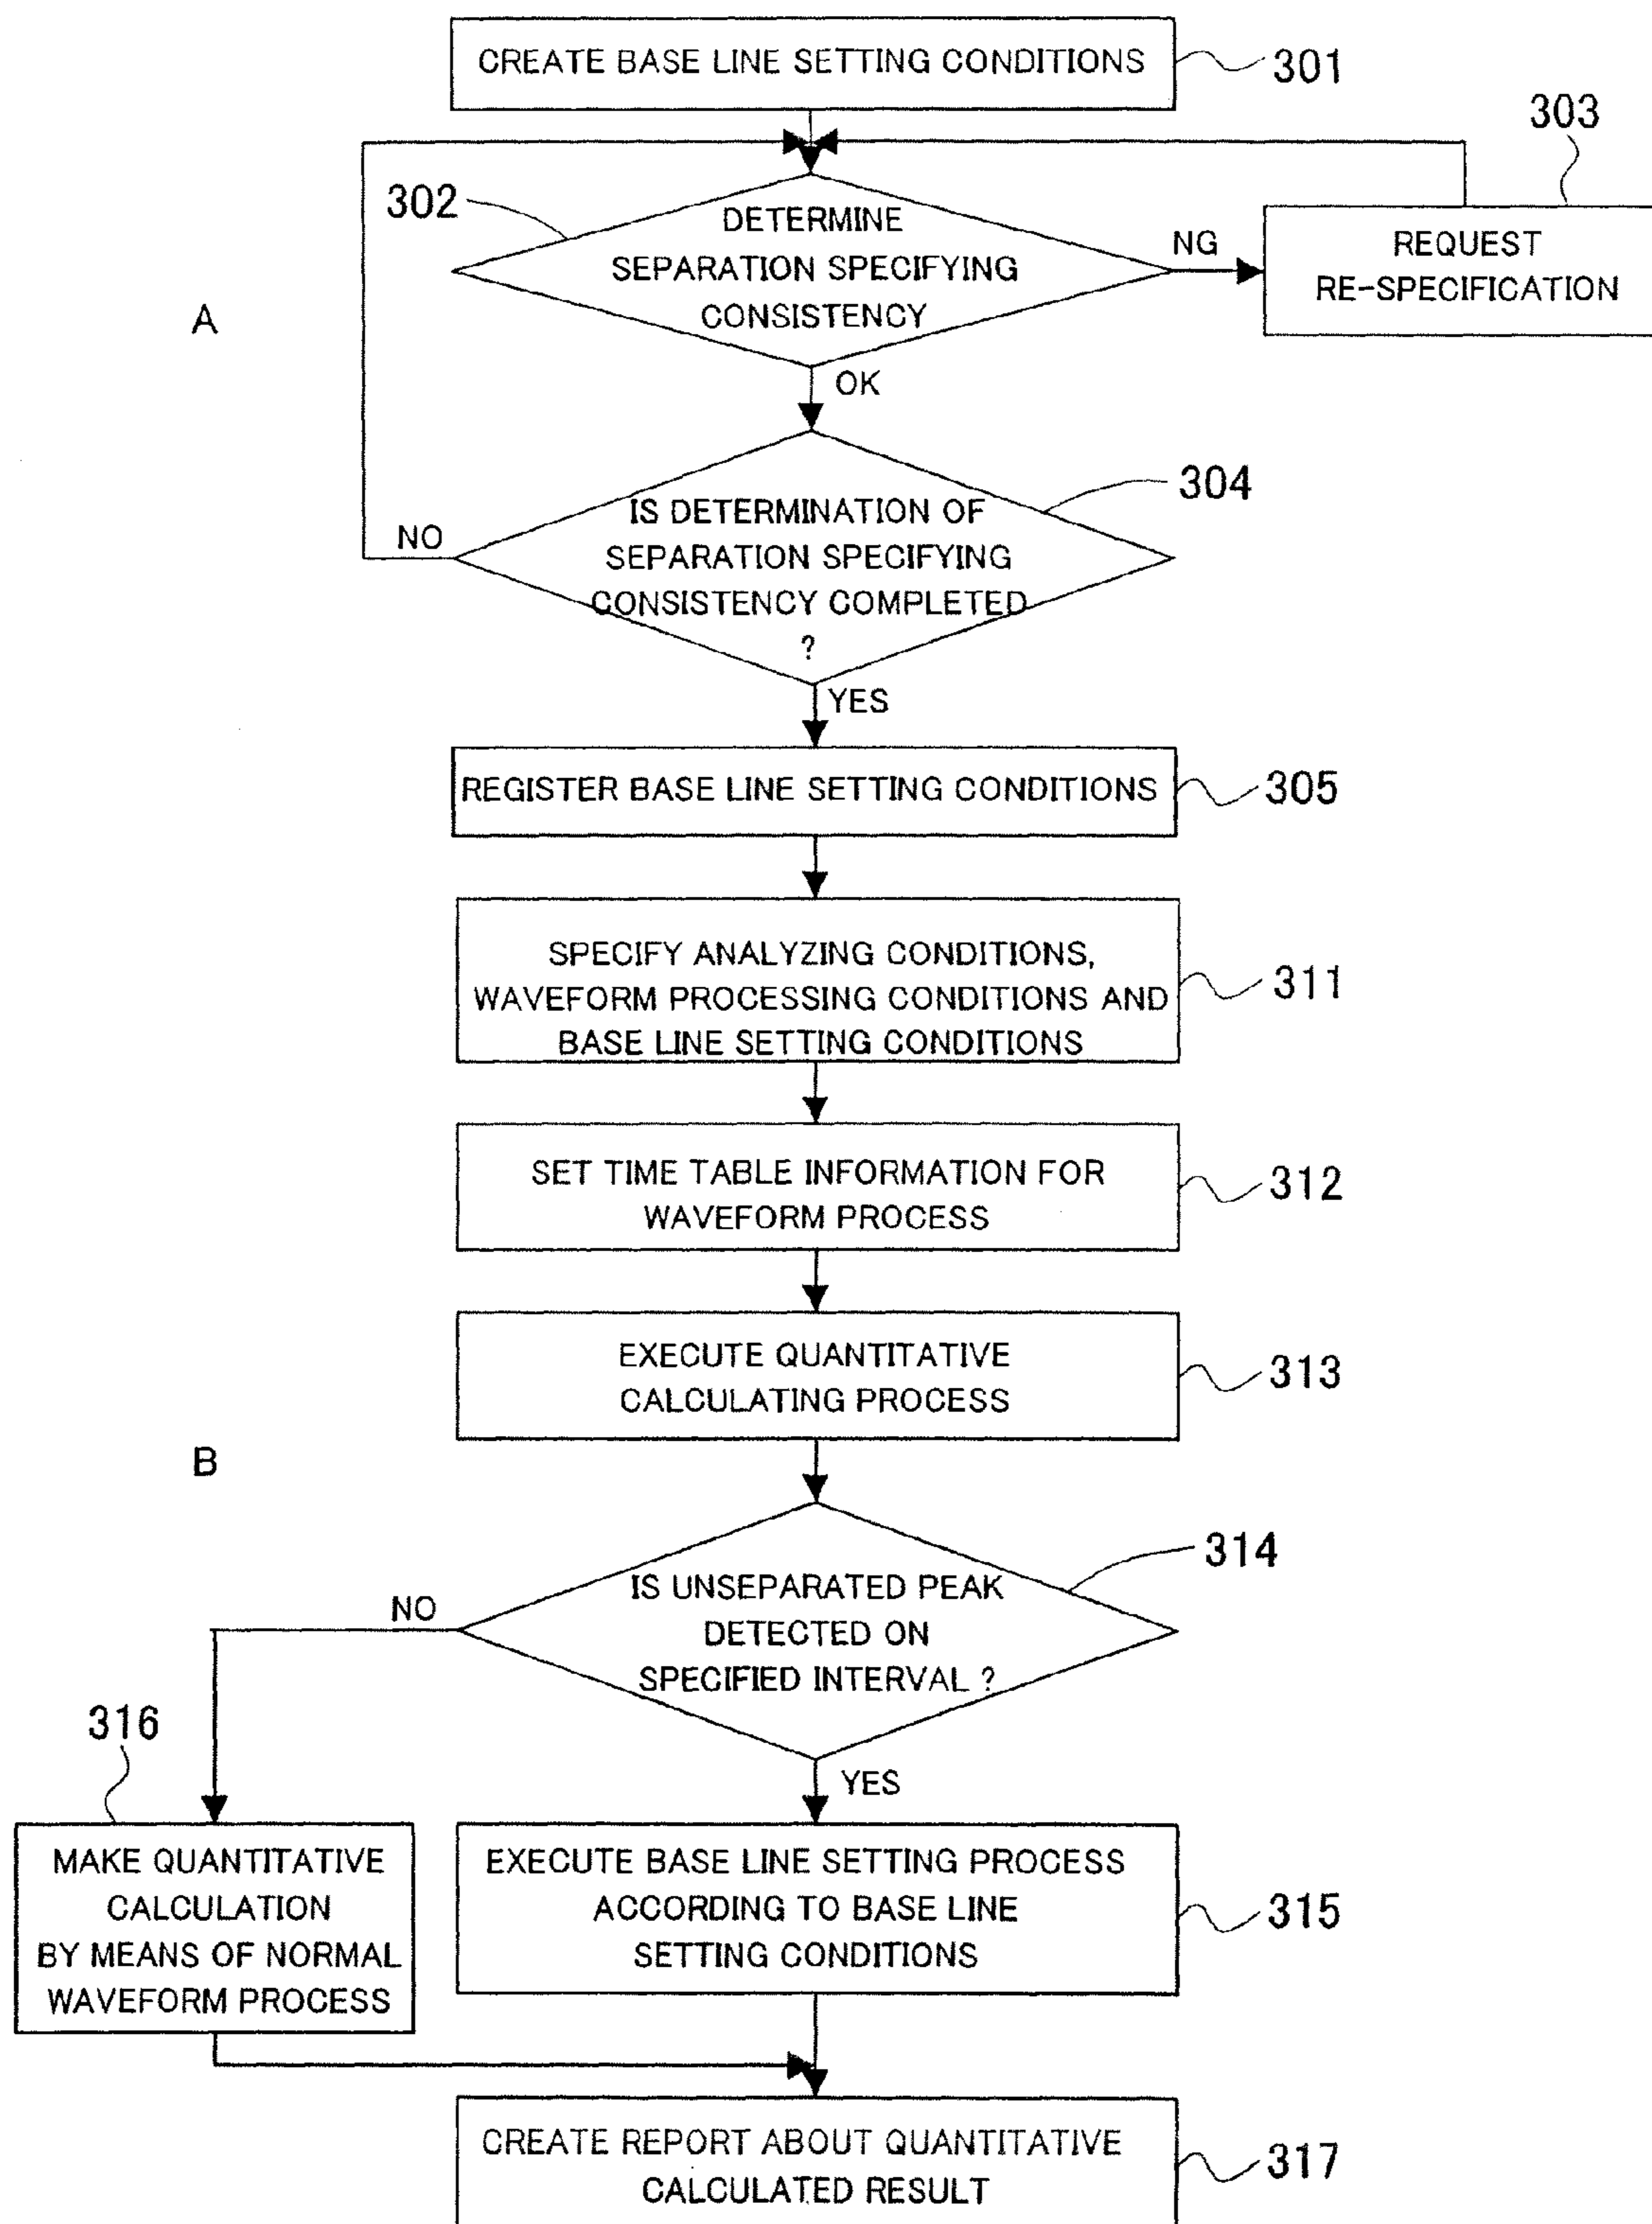 CREATE BASE LINE SETTING CONDITIONS
301
303
302
DETERMINE
SEPARATION SPECIFYING
CONSISTENCY
NG
REQUEST
RE-SPECIFICATION
A
OK
304
IS DETERMINATION OF
SEPARATION SPECIFYING
CONSISTENCY COMPLETED
?
NO
YES
REGISTER BASE LINE SETTING CONDITIONS
305
SPECIFY ANALYZING CONDITIONS,
WAVEFORM PROCESSING CONDITIONS AND
BASE LINE SETTING CONDITIONS
311
SET TIME TABLE INFORMATION FOR
WAVEFORM PROCESS
312
EXECUTE QUANTITATIVE
CALCULATING PROCESS
313
B
314
IS UNSEPARATED PEAK
DETECTED ON
SPECIFIED INTERVAL ?
NO
YES
316
MAKE QUANTITATIVE
CALCULATION
BY MEANS OF NORMAL
WAVEFORM PROCESS
EXECUTE BASE LINE SETTING PROCESS
ACCORDING TO BASE LINE
SETTING CONDITIONS
315
CREATE REPORT ABOUT QUANTITATIVE
CALCULATED RESULT
317